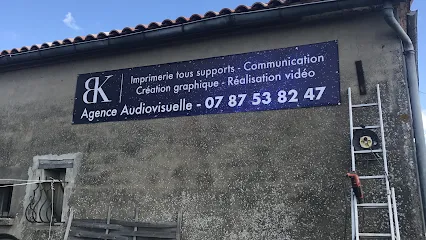 BK
Imprimerie tous supports - Communication
Création graphique - Réalisation vidéo
Agence Audiovisuelle - 07 87 53 82 47